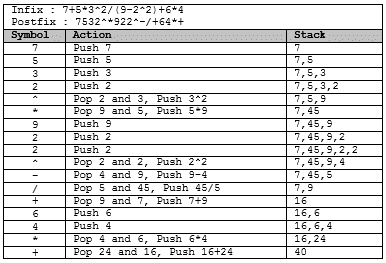 Infix : 7+5*3^2/(9-2^2)+6*4
Postfix : 7532^*922^-/+64*+
Symbol Action Stack
7 Push 7 7
5 Push 5 7,5
3 Push 3 7,5,3
2 Push 2 7,5,3,2
^ Pop 2 and 3, Push 3^2 7,5,9
* Pop 9 and 5, Push 5*9 7,45
9 Push 9 7,45,9
2 Push 2 7,45,9,2
2 Push 2 7,45,9,2,2
^ Pop 2 and 2, Push 2^2 7,45,9,4
- Pop 4 and 9, Push 9-4 7,45,5
/ Pop 5 and 45, Push 45/5 7,9
+ Pop 9 and 7, Push 7+9 16
6 Push 6 16,6
4 Push 4 16,6,4
* Pop 4 and 6, Push 6*4 16,24
+ Pop 24 and 16, Push 16+24 40